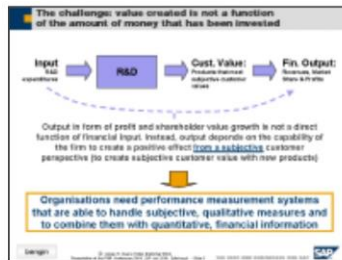 The challenge: value created is not a function
of the amount of money that has been invested
Input
R&D
expenditures
R&D
Cust. Value:
Products that meet
subjective customer
values
Fin. Output:
Revenues, Market
Share & Profits
Output in form of profit and shareholder value growth is not a direct
function of financial input. Instead, output depends on the capability of
the firm to create a positive effect from a subjective customer
perspective (to create subjective customer value with new products)
Organisations need performance measurement systems
that are able to handle subjective, qualitative measures and
to combine them with quantitative, financial information
SAP